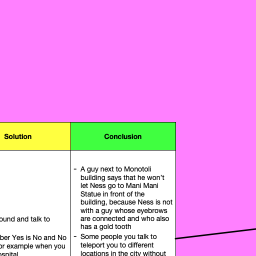 Solution
Conclusion
- A guy next to Monotoli
building says that he won't
let Ness go to Mani Mani
Statue in front of the
building, because Ness is not
with a guy whose eyebrows
are connected and who also
has a gold tooth
- Some people you talk to
teleport you to different
locations in the city without
ound and talk to
ber Yes is No and No
or example when you